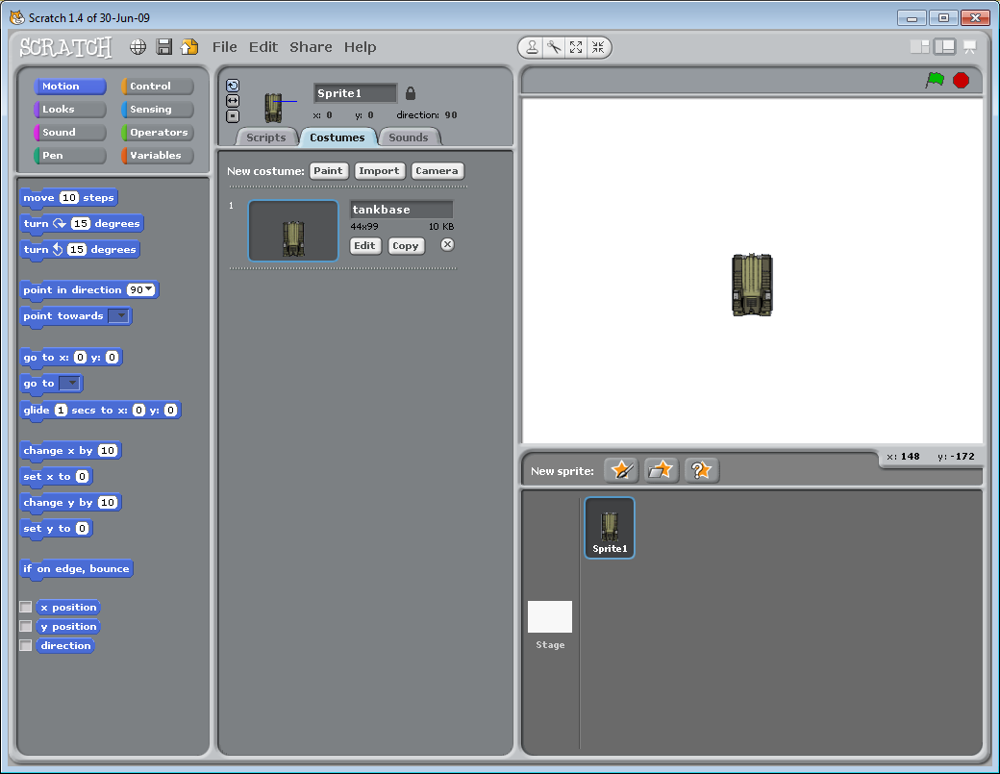 Scratch 1.4 of 30-Jun-09
SCRATCH File Edit Share Help
Motion Control
Looks Sensing
Sound Operators
Pen Variables
move 10 steps
turn 15 degrees
turn 15 degrees
point in direction 90
point towards
go to x: 0 y: 0
go to
glide 1 secs to x: 0 y: 0
change x by 10
set x to 0
change y by 10
set y to 0
if on edge, bounce
x position
y position
direction
Sprite1
x: 0 y: 0 direction: 90
Scripts Costumes Sounds
New costume: Paint Import Camera
1
tankbase
44x99 10 KB
Edit Copy
x: 148 y: -172
New sprite:
Sprite1
Stage